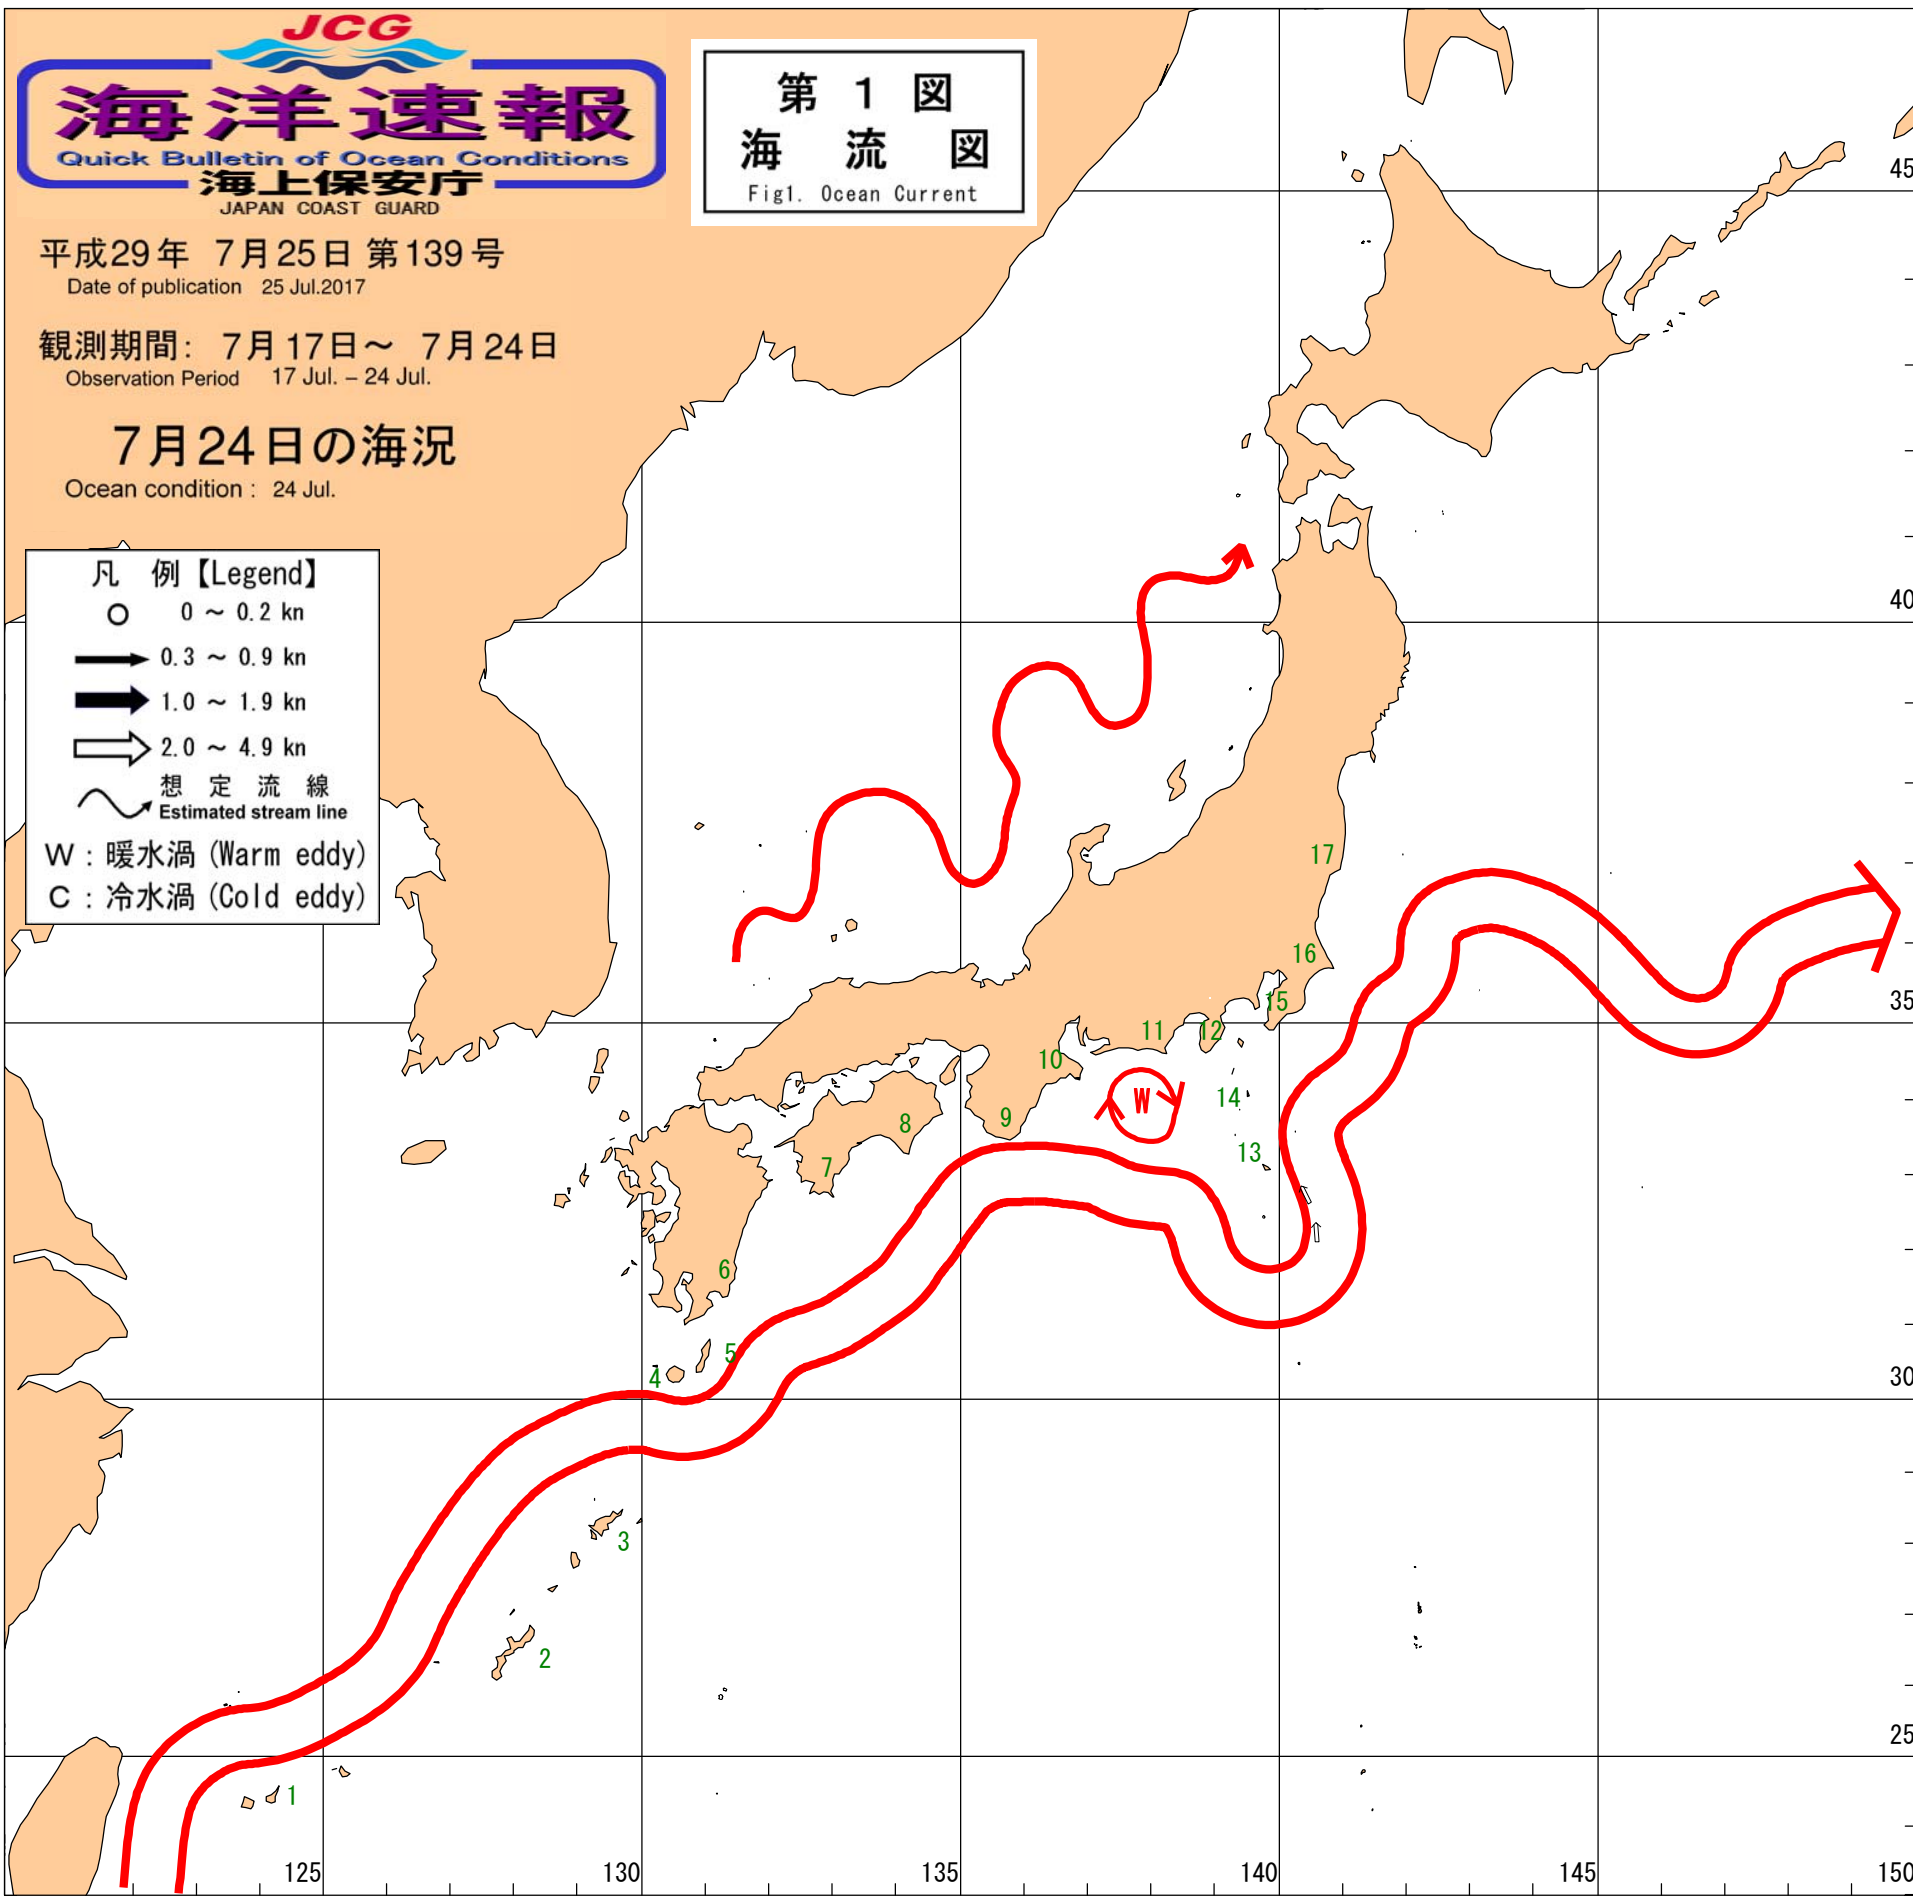 JCG
海洋速報
Quick Bulletin of Ocean Conditions
海上保安庁
JAPAN COAST GUARD
第 1 図
海 流 図
Fig1. Ocean Current
平成29年 7月25日 第139号
Date of publication 25 Jul.2017
観測期間: 7月17日～ 7月24日
Observation Period 17 Jul. – 24 Jul.
7月24日の海況
Ocean condition : 24 Jul.
凡 例【Legend】
0 ～ 0.2 kn
0.3 ～ 0.9 kn
1.0 ～ 1.9 kn
2.0 ～ 4.9 kn
想 定 流 線
Estimated stream line
W : 暖水渦 (Warm eddy)
C : 冷水渦 (Cold eddy)
45
40
17
16
35
15
12
11
10
W
14
9
8
13
7
6
5
4
30
3
2
25
1
125
130
135
140
145
150